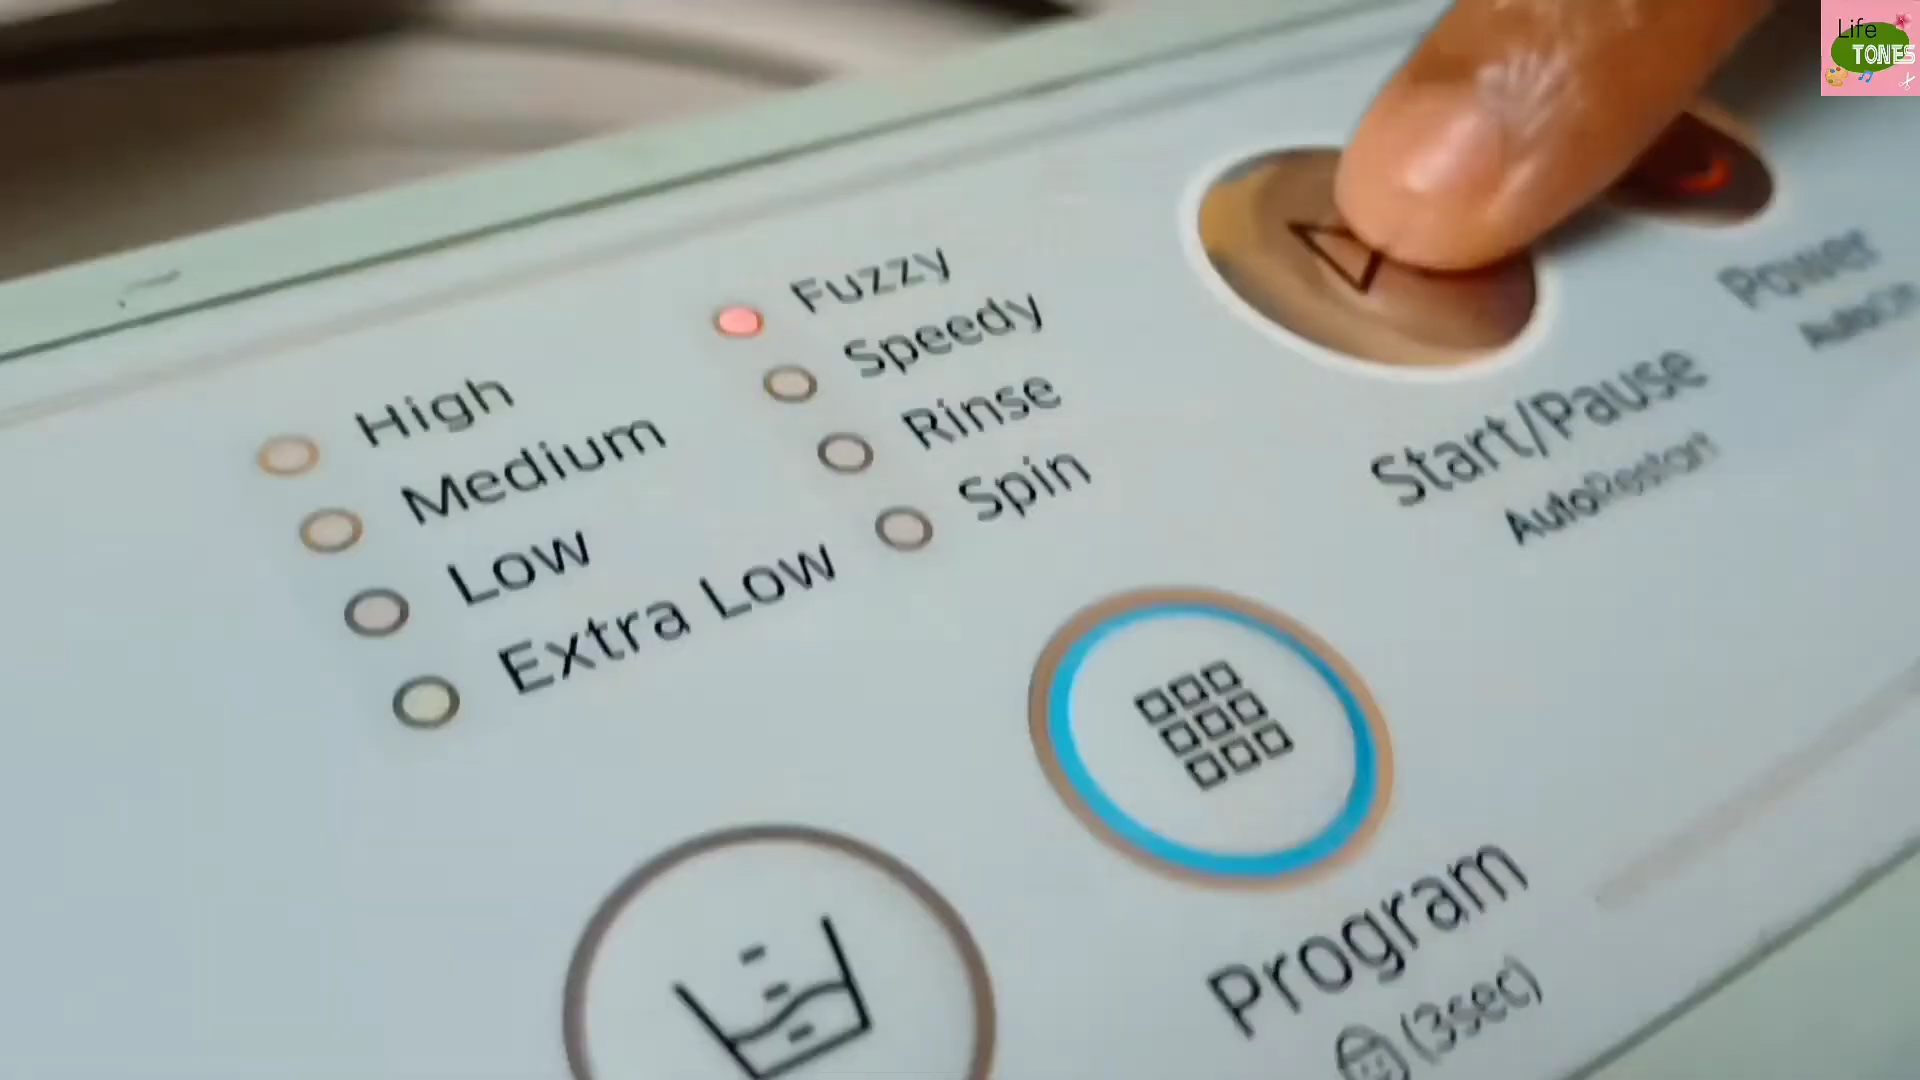 Life
TONES
High
Medium
Low
Extra Low
Fuzzy
Speedy
Rinse
Spin
Start/Pause
AutoRestart
Power
Program
(3sec)